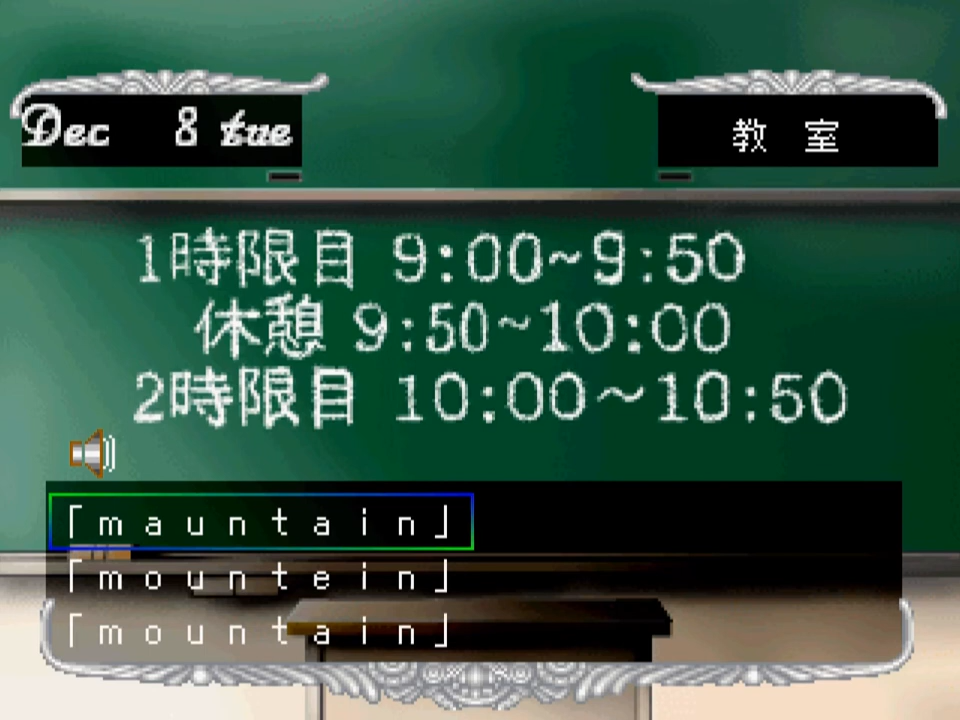 Dec 8 tue
教室
1時限目 9:00~9:50
休憩 9:50~10:00
2時限目 10:00~10:50
「mauntain」
「mountein」
「mountain」